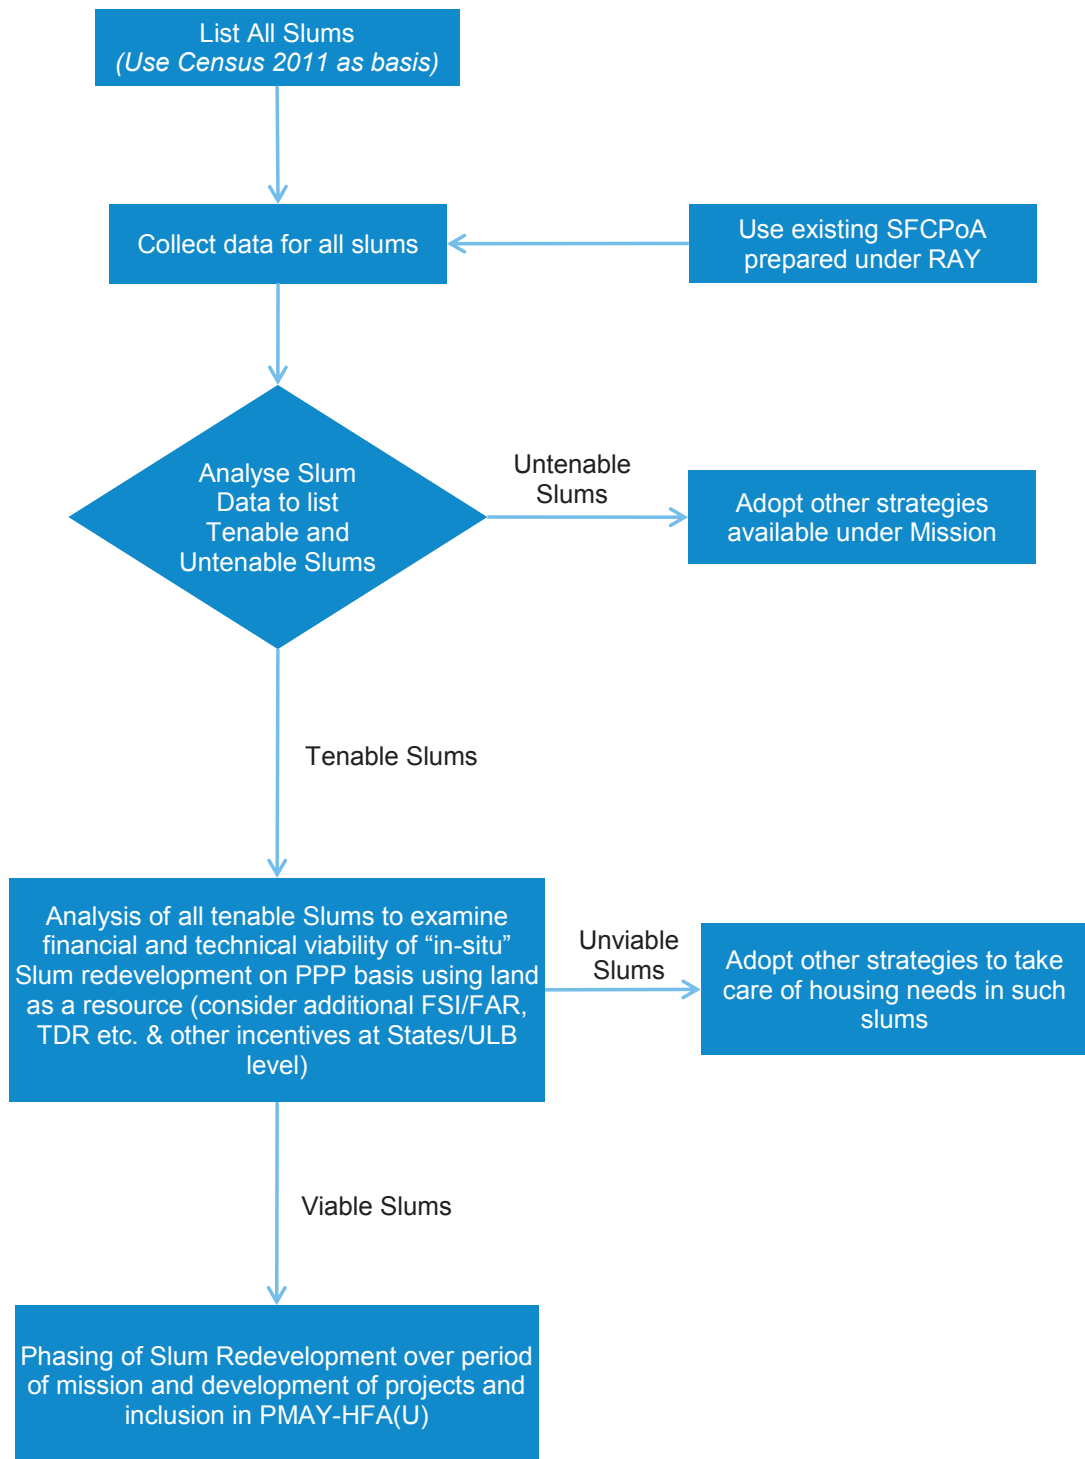 List All Slums
(Use Census 2011 as basis)
Collect data for all slums
Use existing SFCPoA
prepared under RAY
Analyse Slum
Data to list
Tenable and
Untenable Slums
Untenable
Slums
Adopt other strategies
available under Mission
Tenable Slums
Analysis of all tenable Slums to examine
financial and technical viability of “in-situ”
Slum redevelopment on PPP basis using land
as a resource (consider additional FSI/FAR,
TDR etc. & other incentives at States/ULB
level)
Unviable
Slums
Adopt other strategies to take
care of housing needs in such
slums
Viable Slums
Phasing of Slum Redevelopment over period
of mission and development of projects and
inclusion in PMAY-HFA(U)